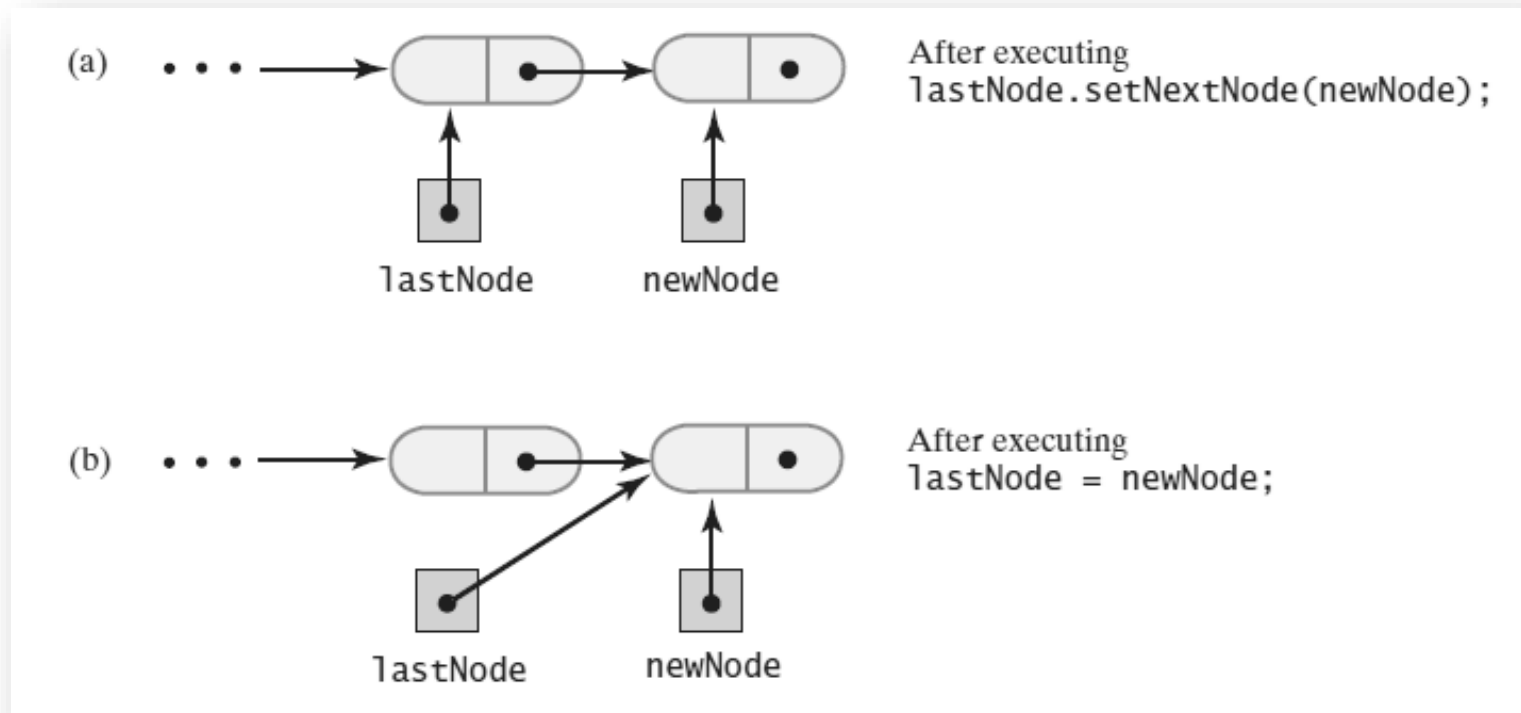 (a)
After executing
lastNode.setNextNode(newNode);
lastNode
newNode
(b)
After executing
lastNode = newNode;
lastNode
newNode